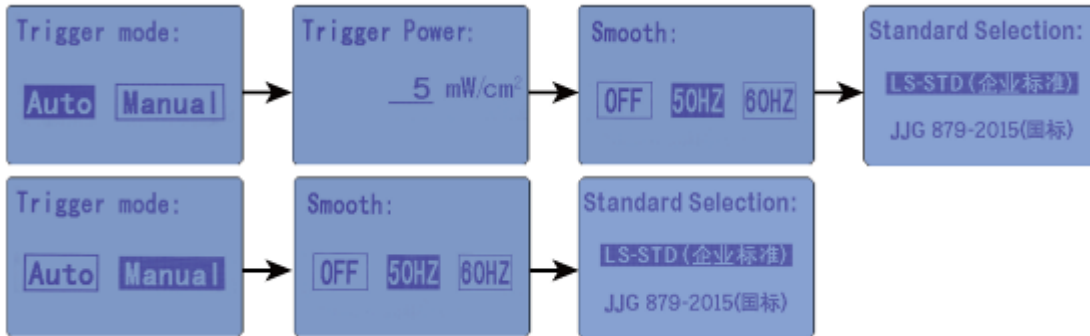 Trigger mode:
Auto Manual
Trigger Power:
5 mW/cm²
Smooth:
OFF 50HZ 60HZ
Standard Selection:
LS-STD(企业标准)
JJG 879-2015(国标)
Trigger mode:
Auto Manual
Smooth:
OFF 50HZ 60HZ
Standard Selection:
LS-STD(企业标准)
JJG 879-2015(国标)